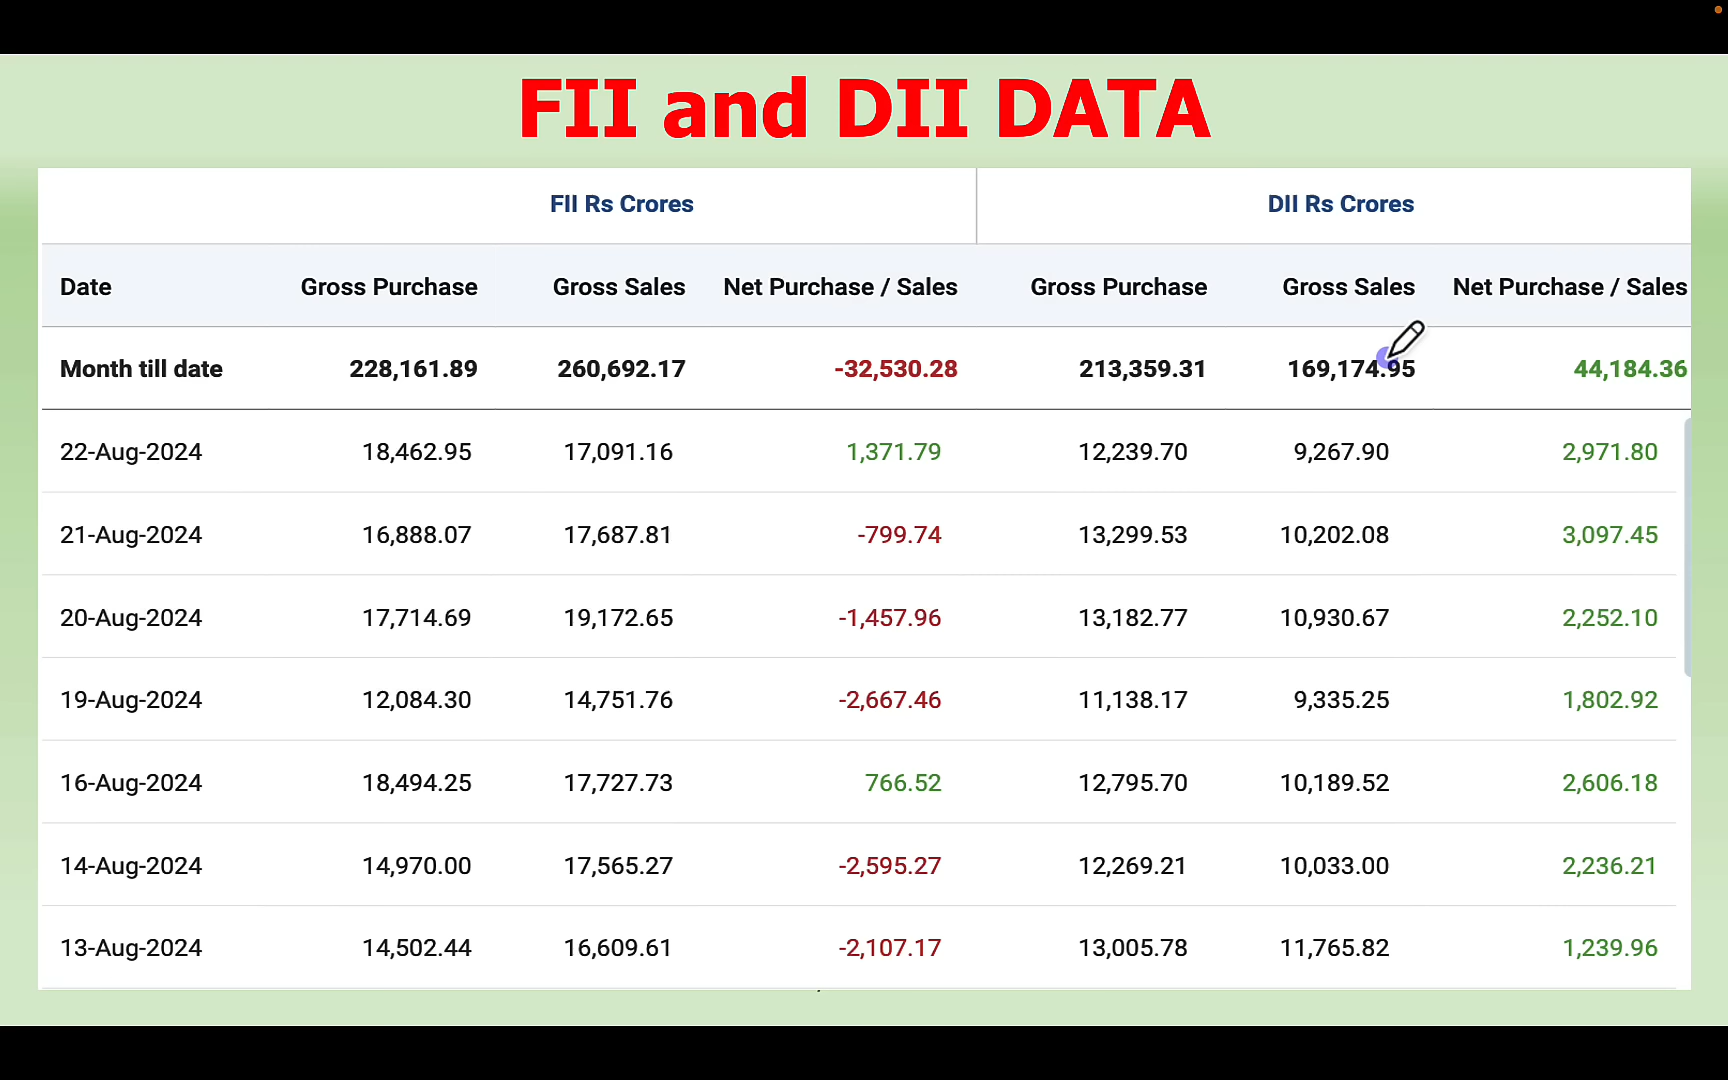 FII and DII DATA
FII Rs Crores DII Rs Crores
Date Gross Purchase Gross Sales Net Purchase / Sales Gross Purchase Gross Sales Net Purchase / Sales
Month till date 228,161.89 260,692.17 -32,530.28 213,359.31 169,174.95 44,184.36
22-Aug-2024 18,462.95 17,091.16 1,371.79 12,239.70 9,267.90 2,971.80
21-Aug-2024 16,888.07 17,687.81 -799.74 13,299.53 10,202.08 3,097.45
20-Aug-2024 17,714.69 19,172.65 -1,457.96 13,182.77 10,930.67 2,252.10
19-Aug-2024 12,084.30 14,751.76 -2,667.46 11,138.17 9,335.25 1,802.92
16-Aug-2024 18,494.25 17,727.73 766.52 12,795.70 10,189.52 2,606.18
14-Aug-2024 14,970.00 17,565.27 -2,595.27 12,269.21 10,033.00 2,236.21
13-Aug-2024 14,502.44 16,609.61 -2,107.17 13,005.78 11,765.82 1,239.96